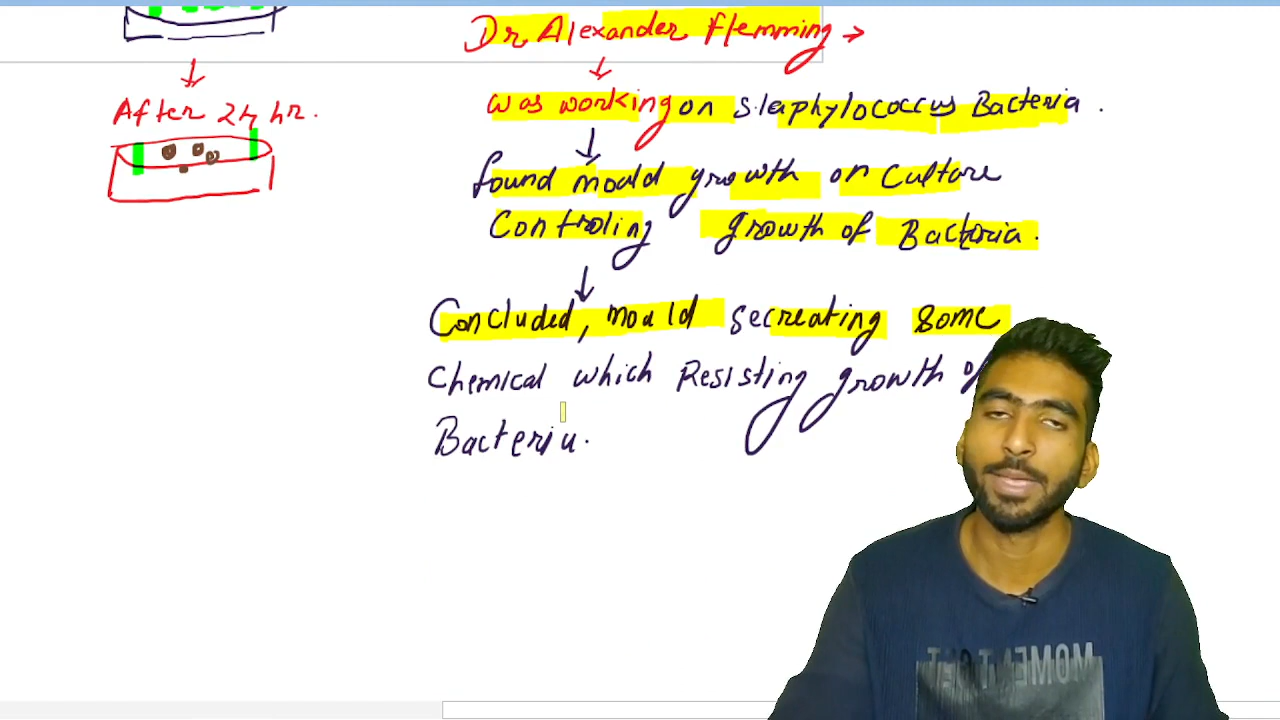 Dr Alexander Flemming →
After 24 hr.
was working on Staphylococcus Bacteria.
found mould growth on Culture
Controling growth of Bacteria.
Concluded, mould secreating some
Chemical which Resisting growth of
Bacteria.